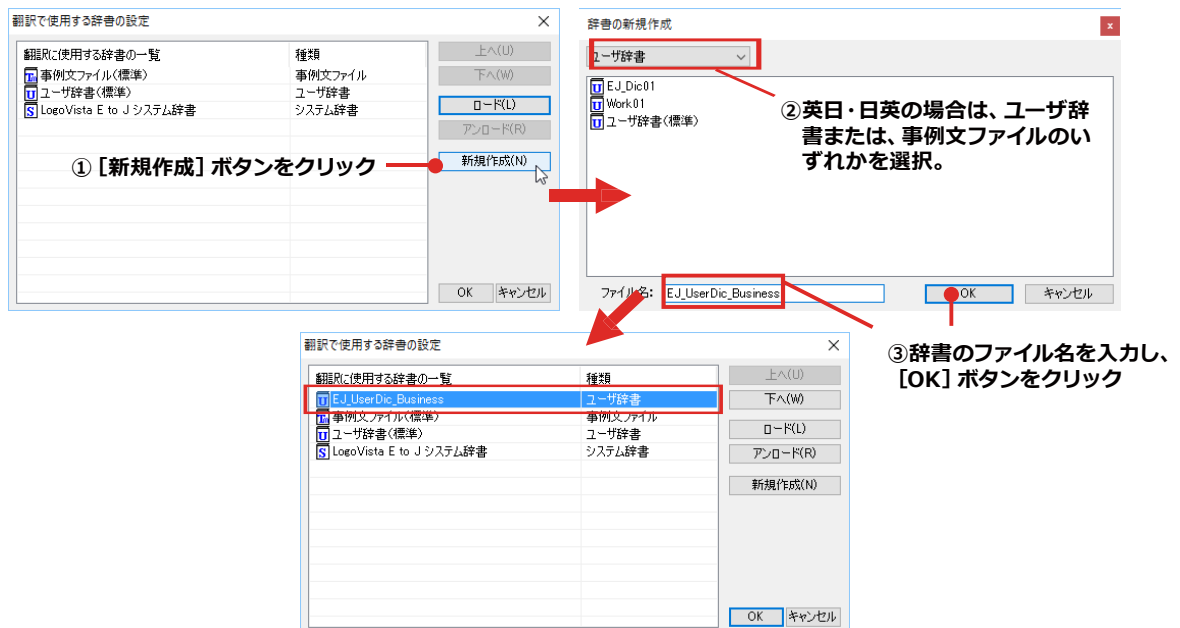 翻訳で使用する辞書の設定
翻訳に使用する辞書の一覧 種類
事例文ファイル(標準) 事例文ファイル
ユーザ辞書(標準) ユーザ辞書
LogoVista E to J システム辞書 システム辞書
上へ(U)
下へ(W)
ロード(L)
アンロード(R)
新規作成(N)
OK キャンセル
①［新規作成］ボタンをクリック
辞書の新規作成
ユーザ辞書
EJ_Dic01
Work01
ユーザ辞書(標準)
②英日・日英の場合は、ユーザ辞
書または、事例文ファイルのい
ずれかを選択。
ファイル名: EJ_UserDic_Business
OK キャンセル
③辞書のファイル名を入力し、
［OK］ボタンをクリック
翻訳で使用する辞書の設定
翻訳に使用する辞書の一覧 種類
EJ_UserDic_Business ユーザ辞書
事例文ファイル(標準) 事例文ファイル
ユーザ辞書(標準) ユーザ辞書
LogoVista E to J システム辞書 システム辞書
上へ(U)
下へ(W)
ロード(L)
アンロード(R)
新規作成(N)
OK キャンセル